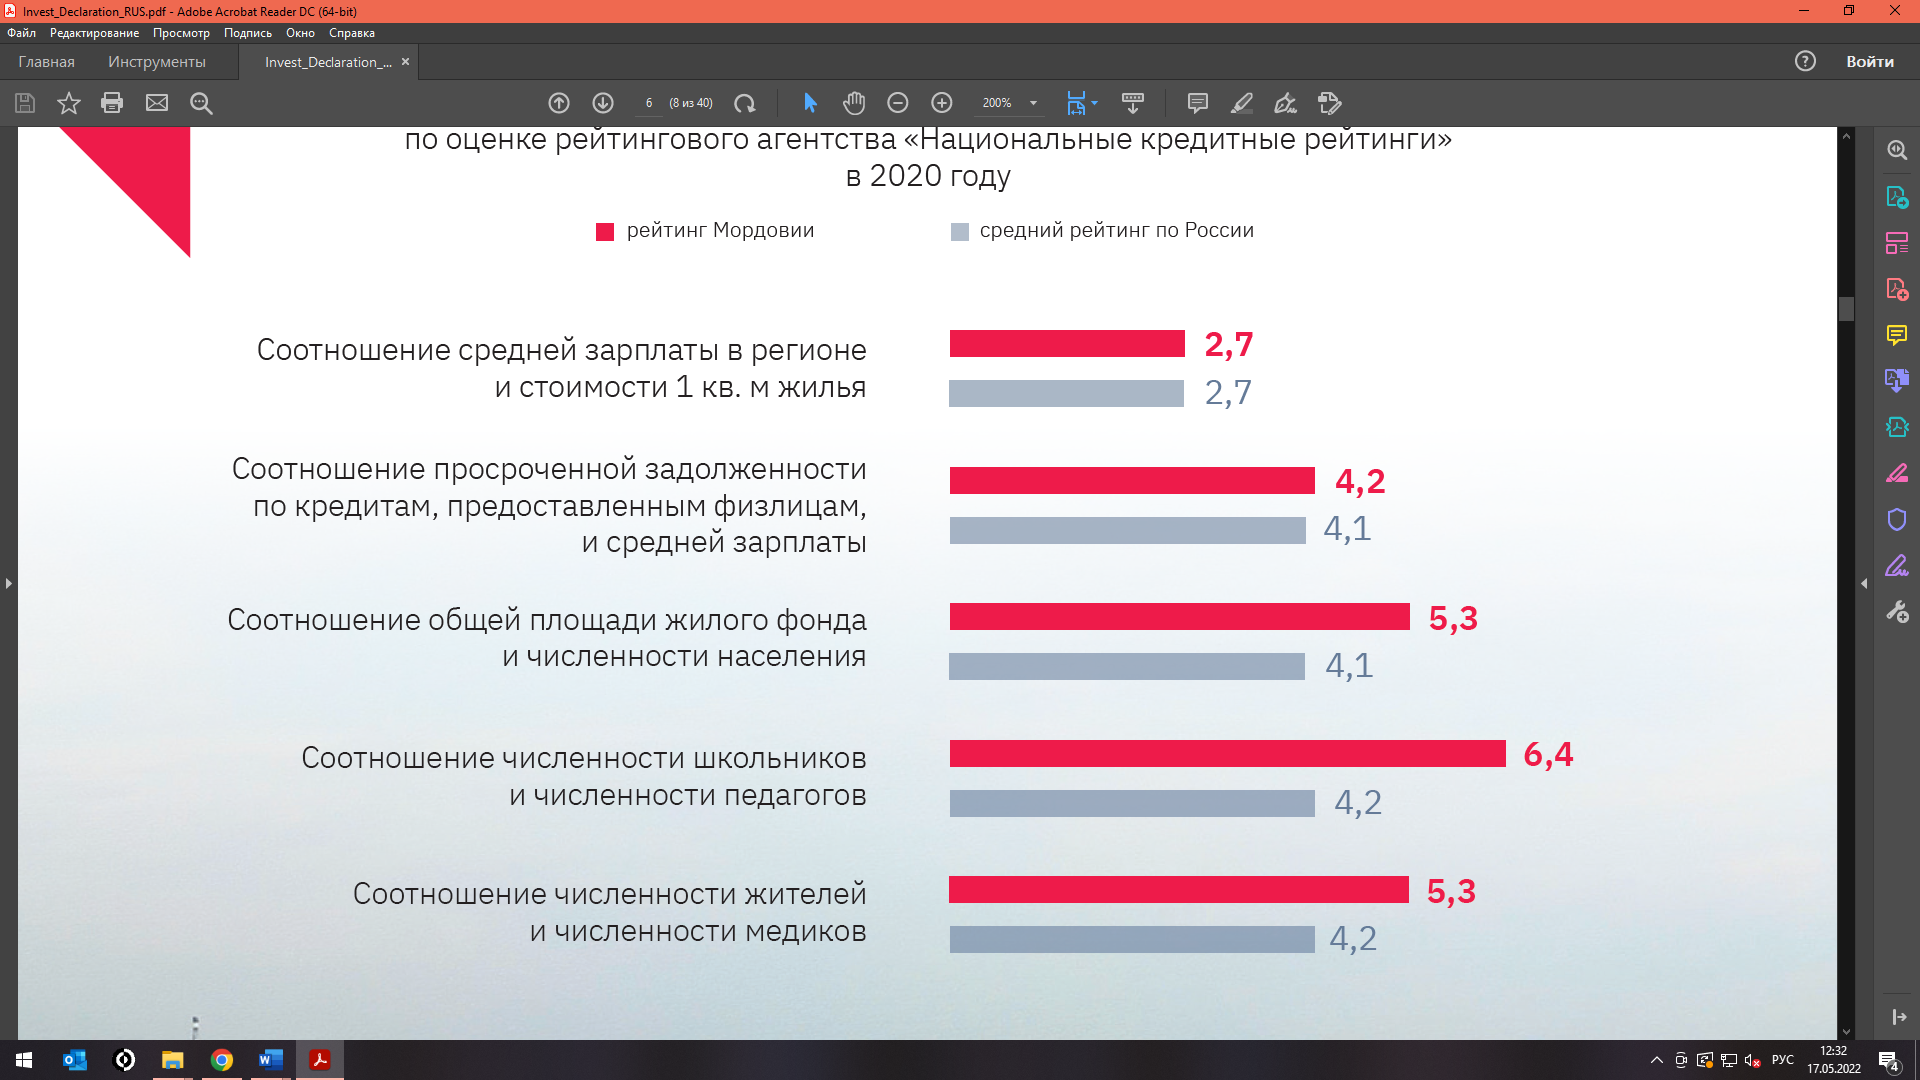 Invest_Declaration_RUS.pdf - Adobe Acrobat Reader DC (64-bit)
Файл Редактирование Просмотр Подпись Окно Справка
Главная Инструменты Invest_Declaration_... × Войти
6 (8 из 40) 200%
по оценке рейтингового агентства «Национальные кредитные рейтинги»
в 2020 году
рейтинг Мордовии средний рейтинг по России
Соотношение средней зарплаты в регионе
и стоимости 1 кв. м жилья
2,7
2,7
Соотношение просроченной задолженности
по кредитам, предоставленным физлицам,
и средней зарплаты
4,2
4,1
Соотношение общей площади жилого фонда
и численности населения
5,3
4,1
Соотношение численности школьников
и численности педагогов
6,4
4,2
Соотношение численности жителей
и численности медиков
5,3
4,2
РУС
12:32
17.05.2022
4